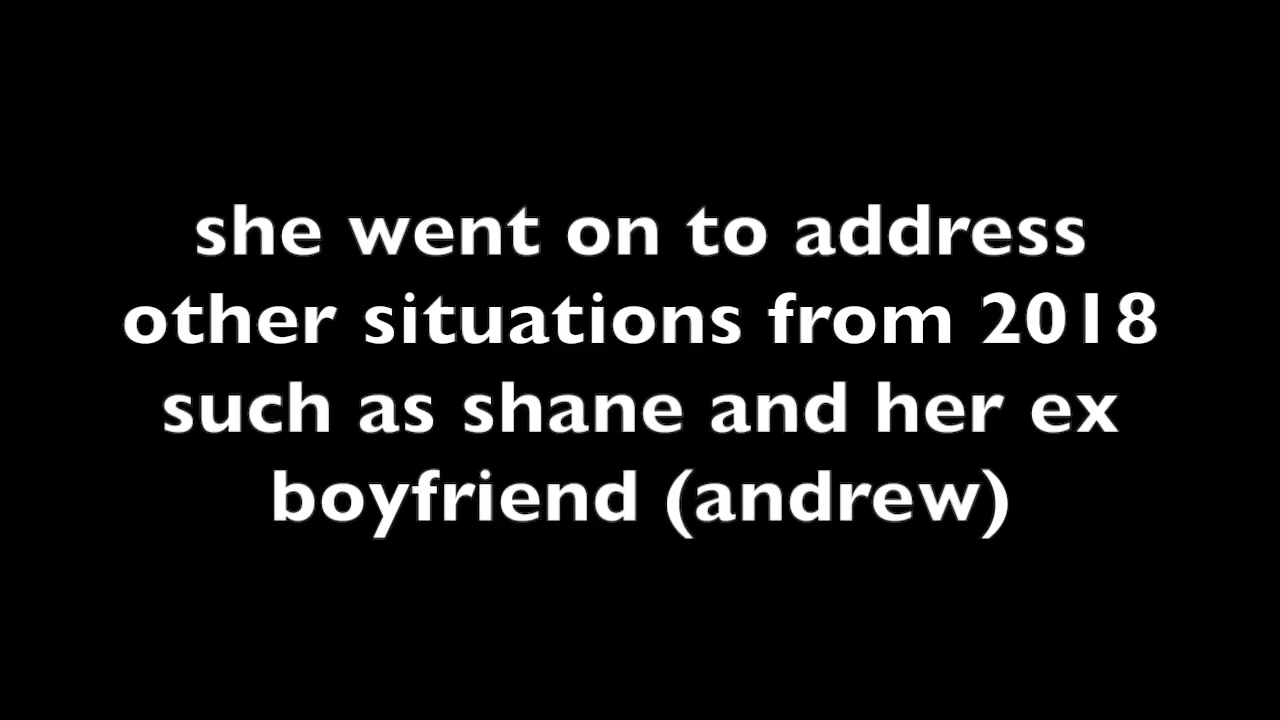 she went on to address
other situations from 2018
such as shane and her ex
boyfriend (andrew)